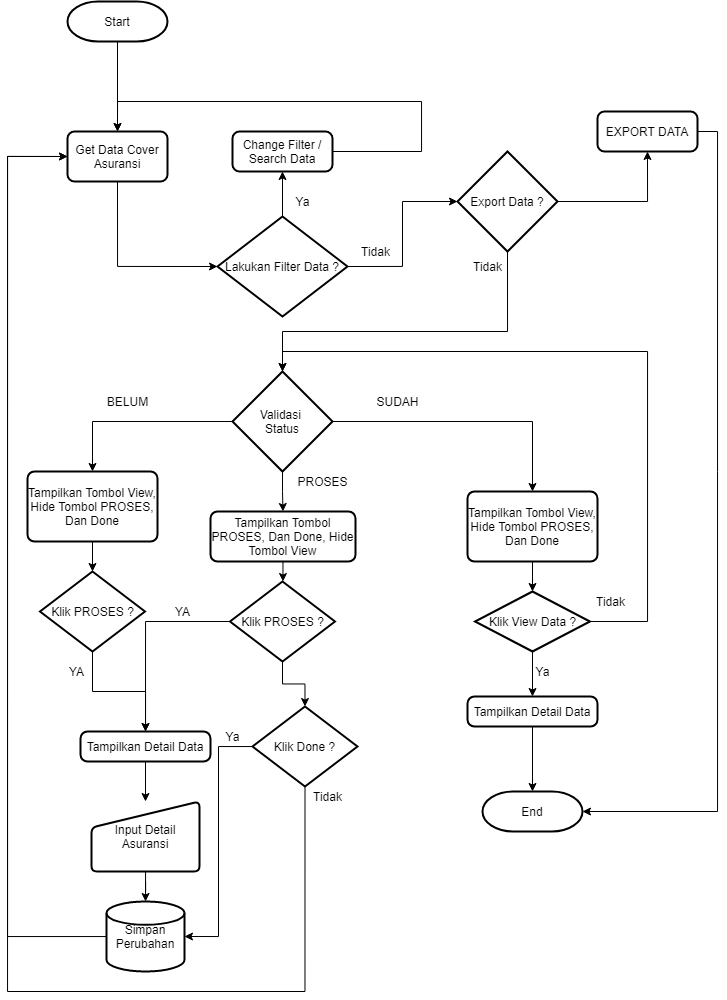 Start
Get Data Cover
Asuransi
Change Filter /
Search Data
EXPORT DATA
Ya
Export Data ?
Lakukan Filter Data ?
Tidak
Tidak
BELUM
Validasi
Status
SUDAH
PROSES
Tampilkan Tombol View,
Hide Tombol PROSES,
Dan Done
Tampilkan Tombol
PROSES, Dan Done, Hide
Tombol View
Tampilkan Tombol View,
Hide Tombol PROSES,
Dan Done
Klik PROSES ?
YA
Klik PROSES ?
Klik View Data ?
Tidak
YA
Ya
Tampilkan Detail Data
Ya
Klik Done ?
Tampilkan Detail Data
Tidak
Input Detail
Asuransi
End
Simpan
Perubahan